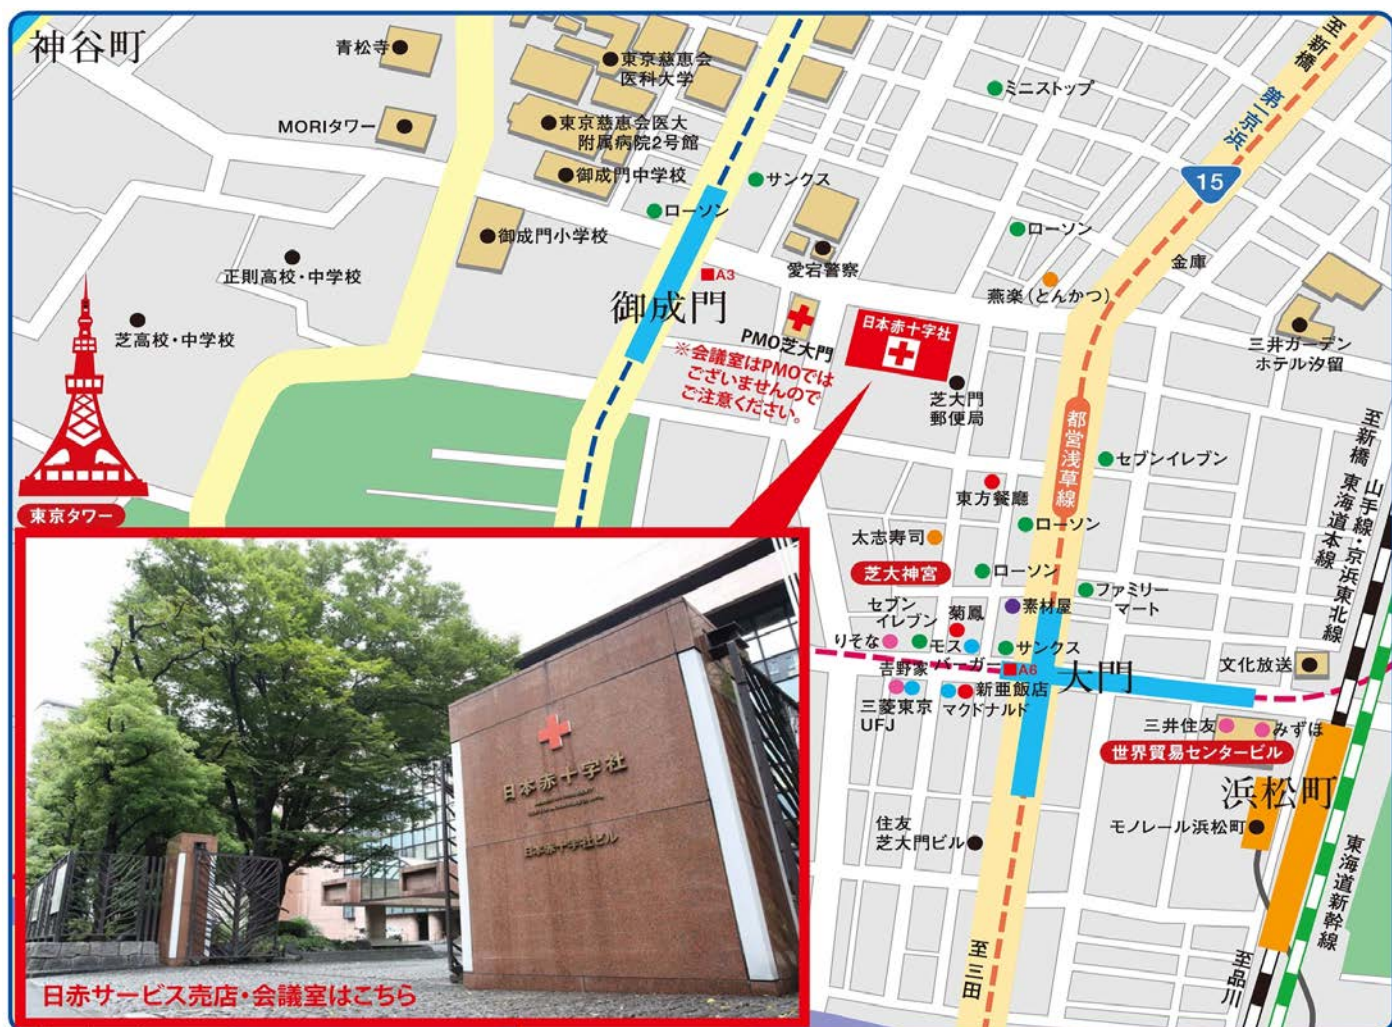 神谷町
青松寺
東京慈恵会
医科大学
ミニストップ
至新橋
第一京浜
15
MORIタワー
東京慈恵会医大
附属病院2号館
御成門中学校
サンクス
ローソン
御成門小学校
正則高校・中学校
A3
愛宕警察
ローソン
金庫
燕楽(とんかつ)
御成門
芝高校・中学校
PMO芝大門
日本赤十字社
三井ガーデン
ホテル汐留
※会議室はPMOでは
ございませんので
ご注意ください。
芝大門
郵便局
都営浅草線
セブンイレブン
至新橋
山手線・京浜東北線
東海道本線
東京タワー
東方餐廳
ローソン
太志寿司
芝大神宮
ローソン
ファミリー
マート
セブン
イレブン
菊鳳
素材屋
りそな
モス
バーガー
サンクス
A6
大門
文化放送
吉野家
三菱東京
UFJ
新亜飯店
マクドナルド
三井住友
みずほ
世界貿易センタービル
浜松町
モノレール浜松町
住友
芝大門ビル
東海道新幹線
至三田
至品川
日本赤十字社
日本赤十字社ビル
日赤サービス売店・会議室はこちら